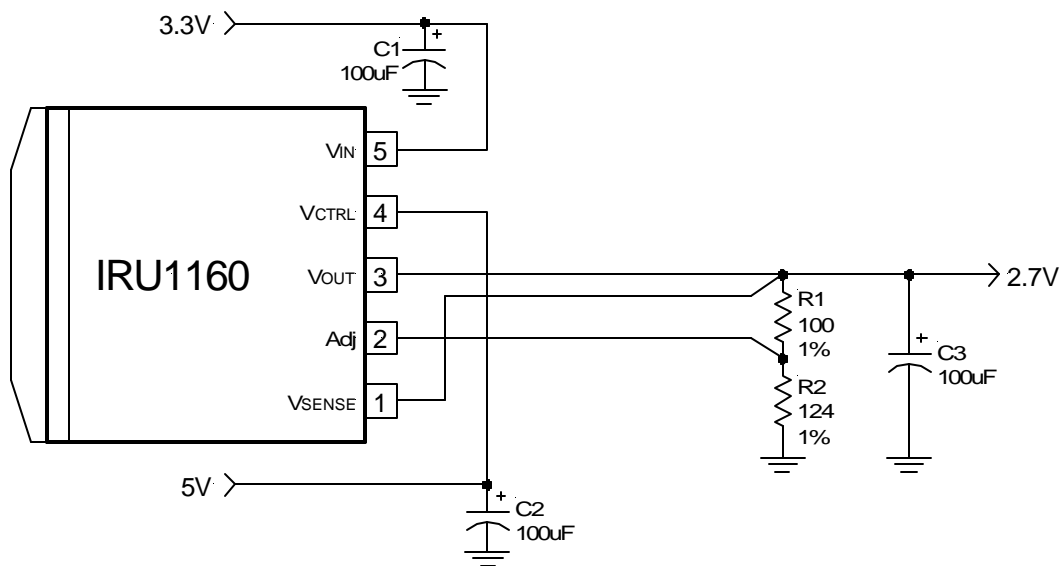 3.3V
C1
+
100uF
VIN 5
VCTRL 4
IRU1160
VOUT 3
2.7V
R1
100
1%
Adj 2
+
C3
100uF
R2
124
1%
VSENSE 1
5V
+
C2
100uF